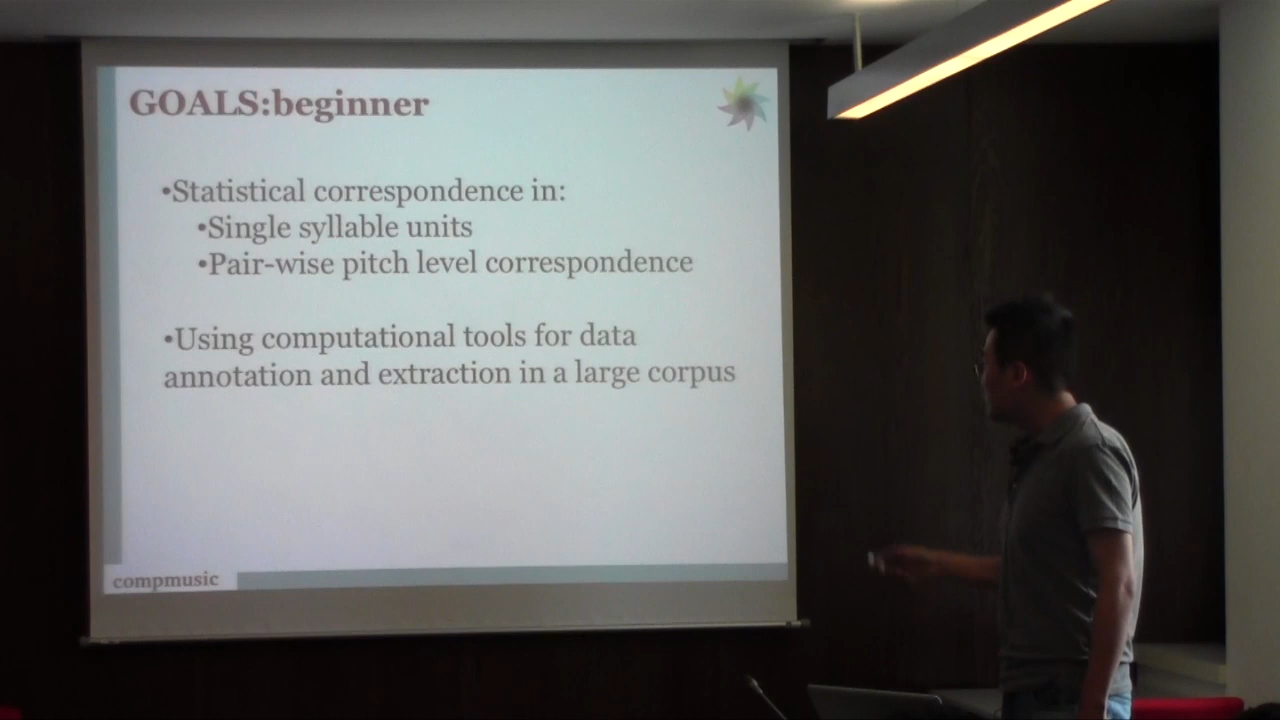 GOALS:beginner
•Statistical correspondence in:
•Single syllable units
•Pair-wise pitch level correspondence
•Using computational tools for data
annotation and extraction in a large corpus
compmusic